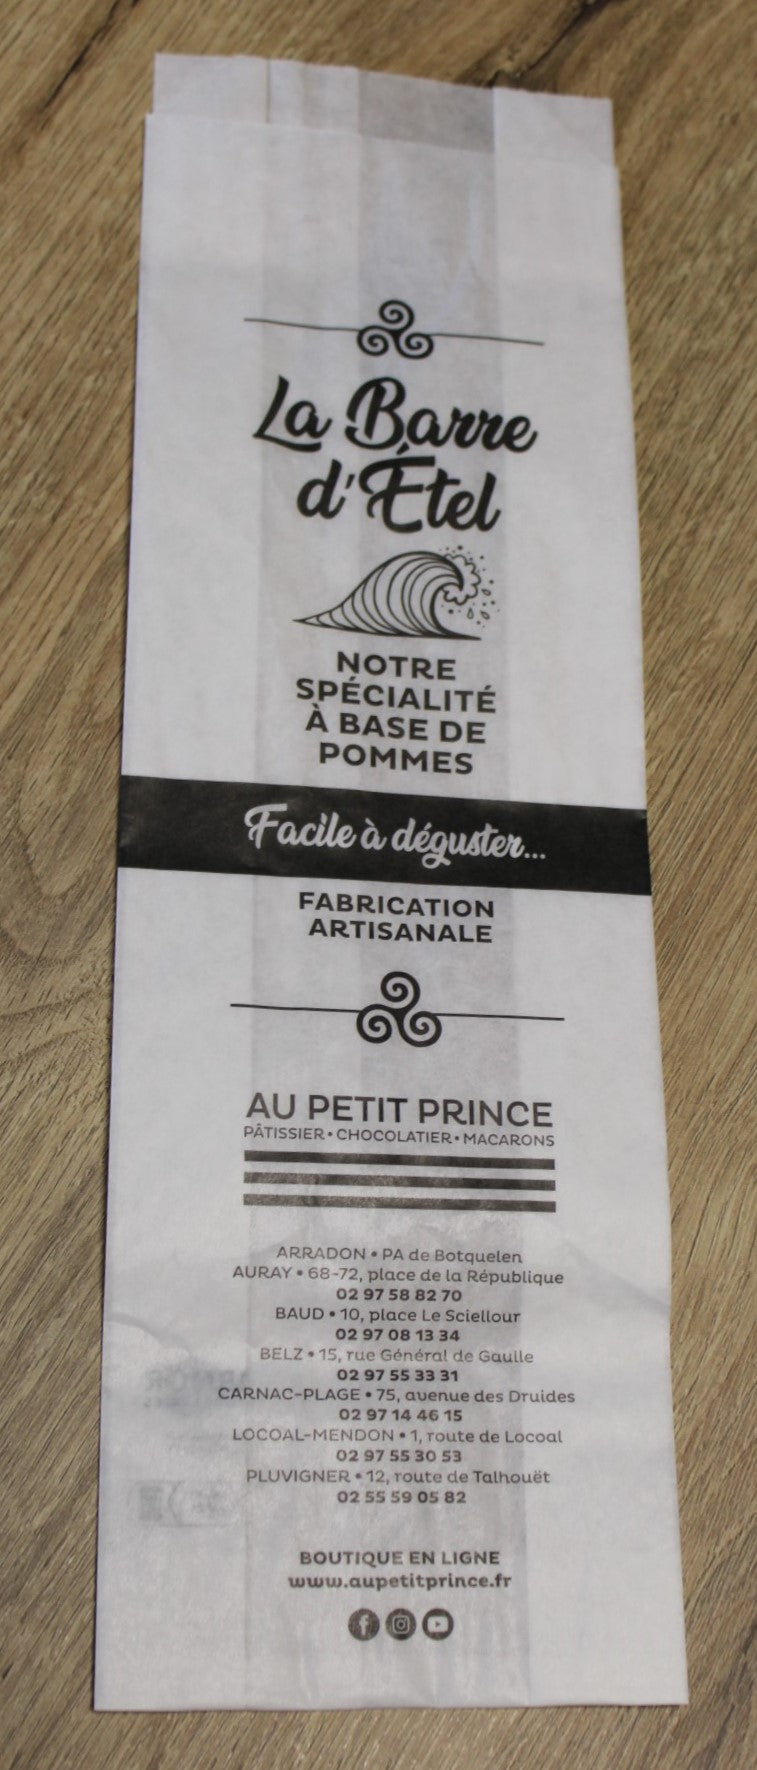 La Barre
d'Étel
NOTRE
SPÉCIALITÉ
À BASE DE
POMMES
Facile à déguster...
FABRICATION
ARTISANALE
AU PETIT PRINCE
PÂTISSIER • CHOCOLATIER • MACARONS
ARRADON • PA de Botquelen
AURAY • 68-72, place de la République
02 97 58 82 70
BAUD • 10, place Le Sciellour
02 97 08 13 34
BELZ • 15, rue Général de Gaulle
02 97 55 33 31
CARNAC-PLAGE • 75, avenue des Druides
02 97 14 46 15
LOCOAL-MENDON • 1, route de Locoal
02 97 55 30 53
PLUVIGNER • 12, route de Talhouët
02 55 59 05 82
BOUTIQUE EN LIGNE
www.aupetitprince.fr